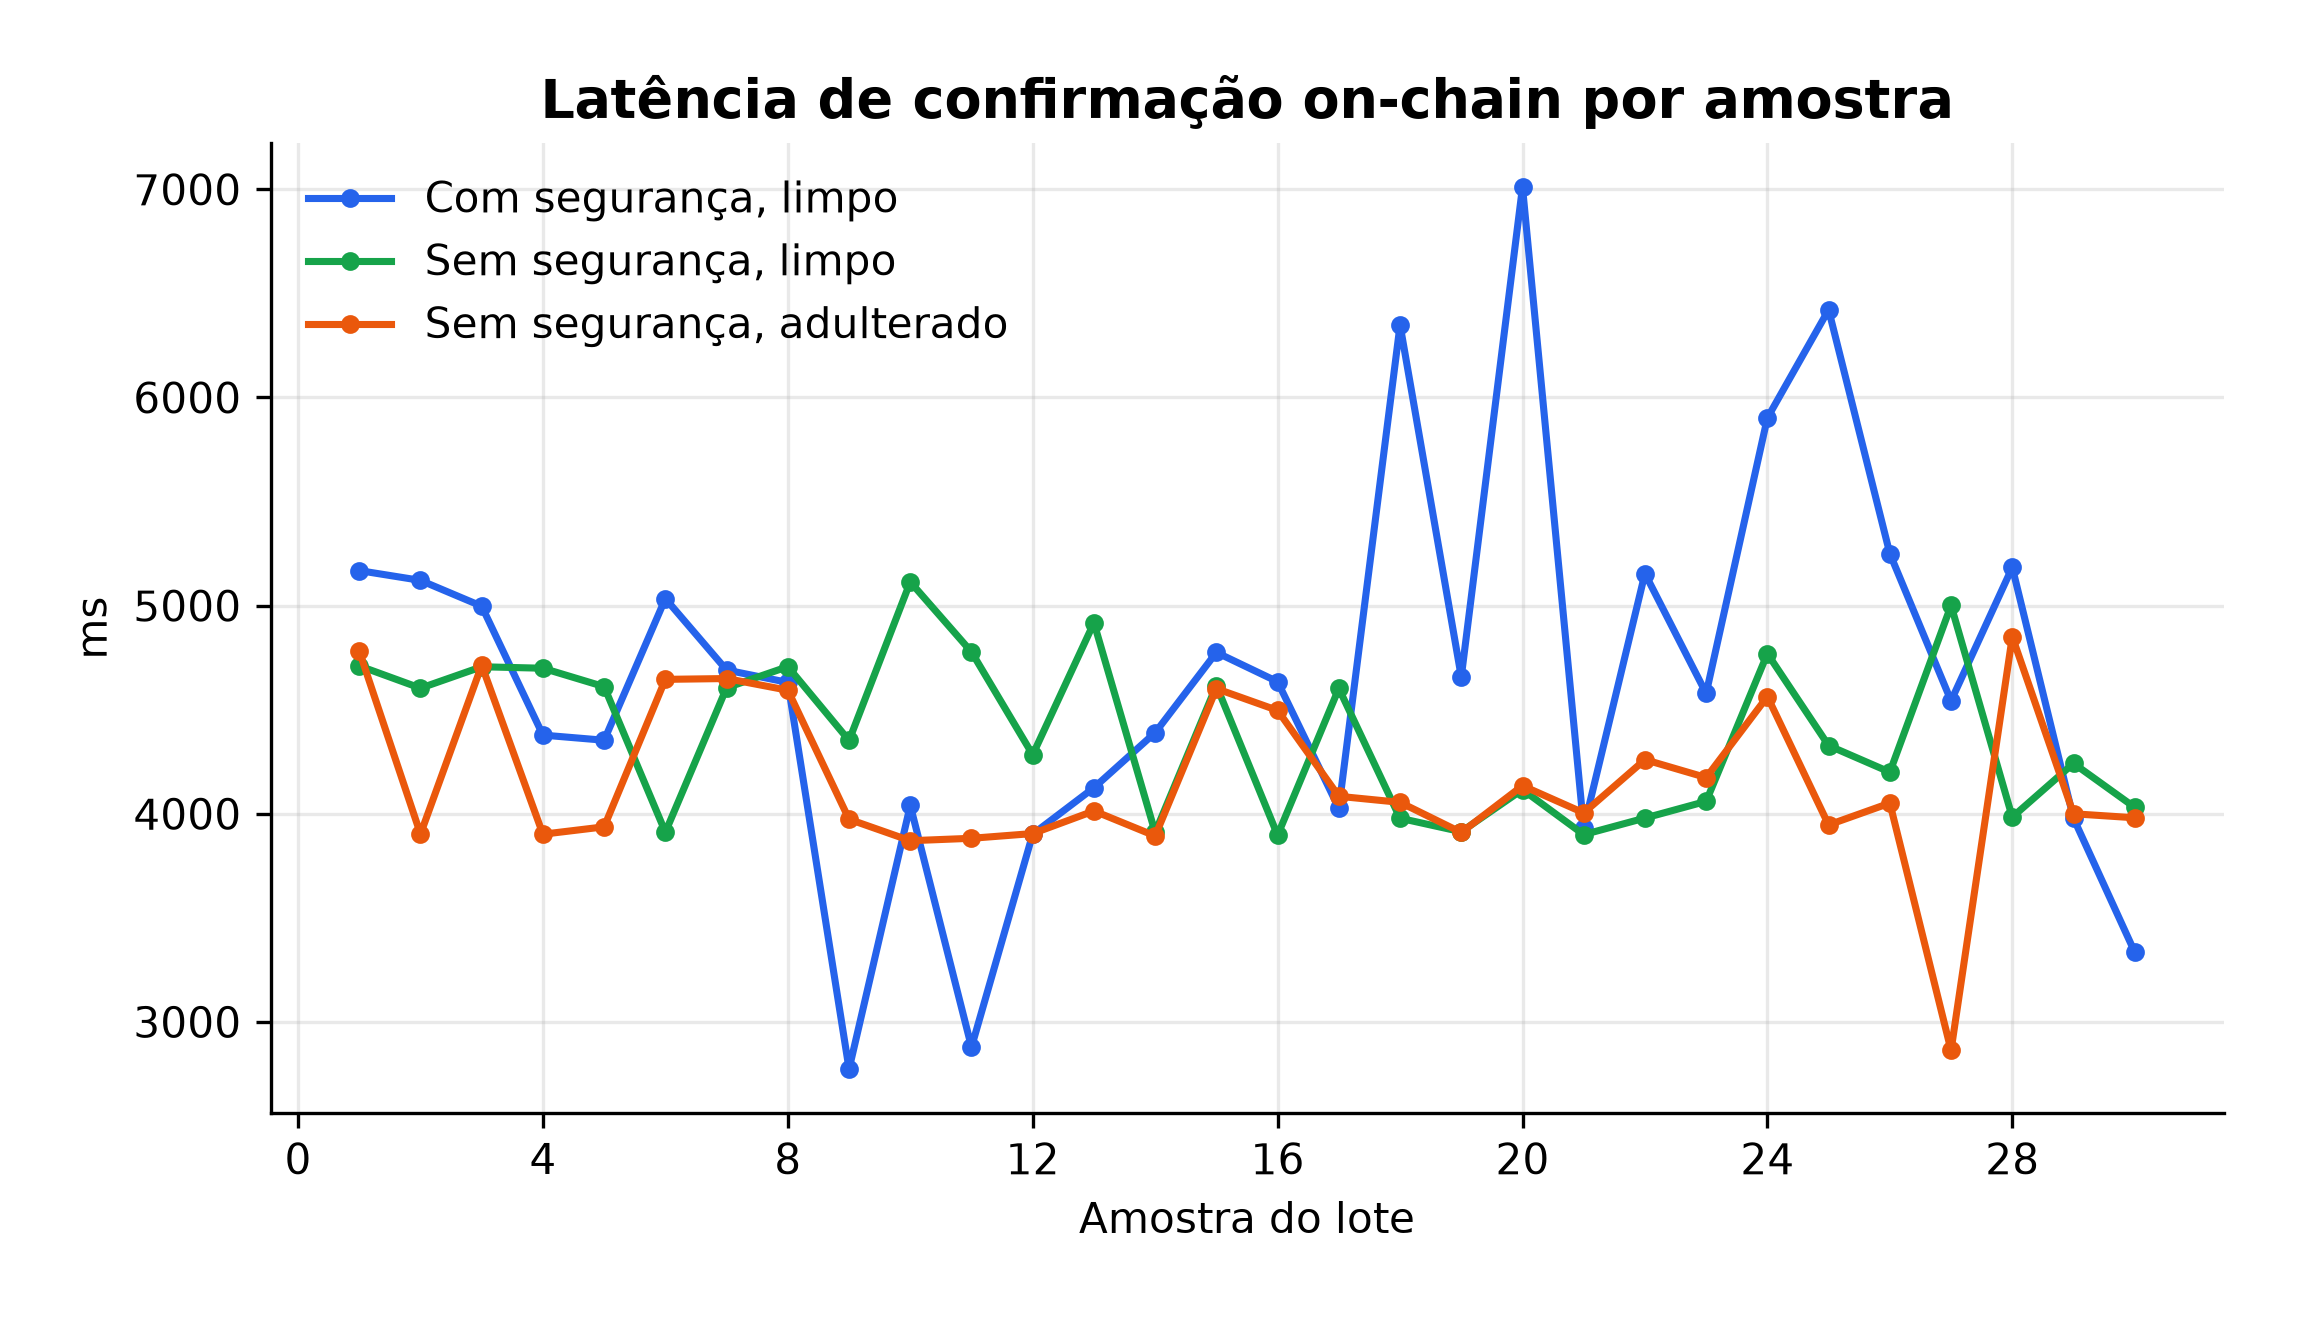 Latência de confirmação on-chain por amostra
Com segurança, limpo
Sem segurança, limpo
Sem segurança, adulterado
7000
6000
5000
4000
3000
ms
0 4 8 12 16 20 24 28
Amostra do lote